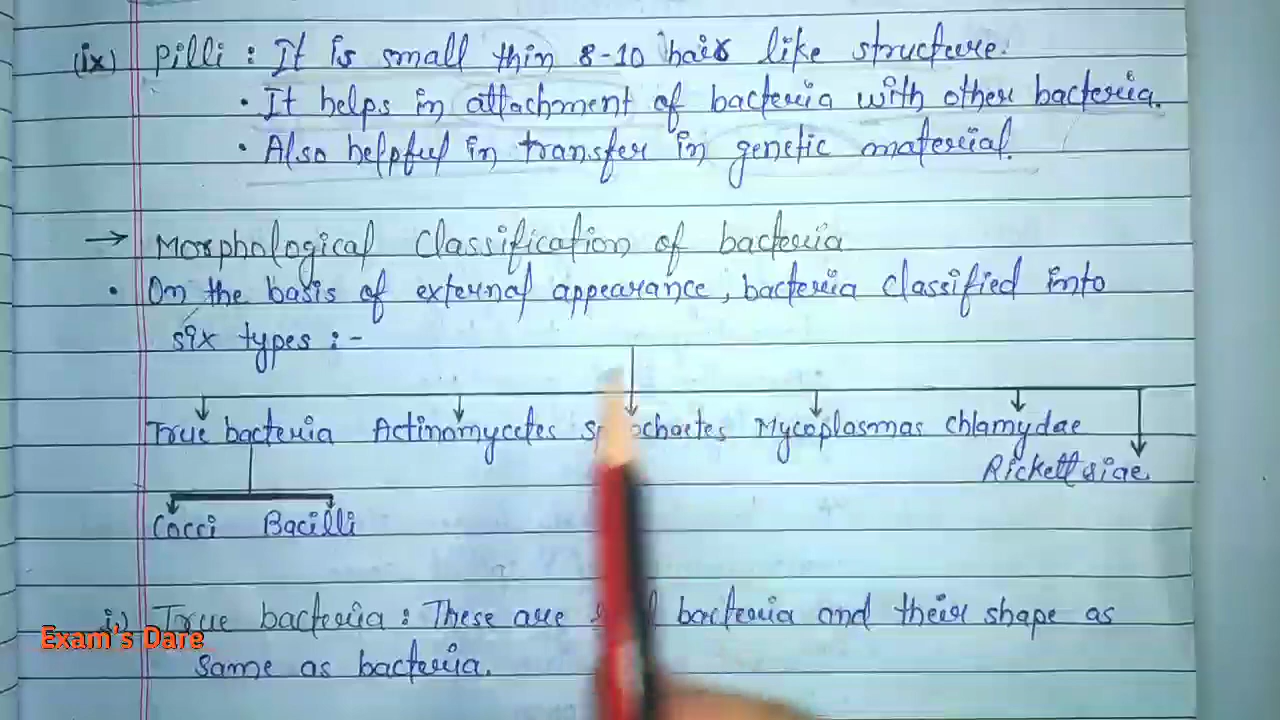 (ix) Pilli : It is small thin 8-10 hair like structure.
• It helps in attachment of bacteria with other bacteria.
• Also helpful in transfer in genetic material.
→ Morphological Classification of bacteria
• On the basis of external appearance, bacteria classified into
six types :-
True bacteria Actinomycetes Mycoplasmas Chlamydae
Rickettsiae
Cocci Bacilli
i) True bacteria : These are bacteria and their shape as
Exam's Dare
same as bacteria.